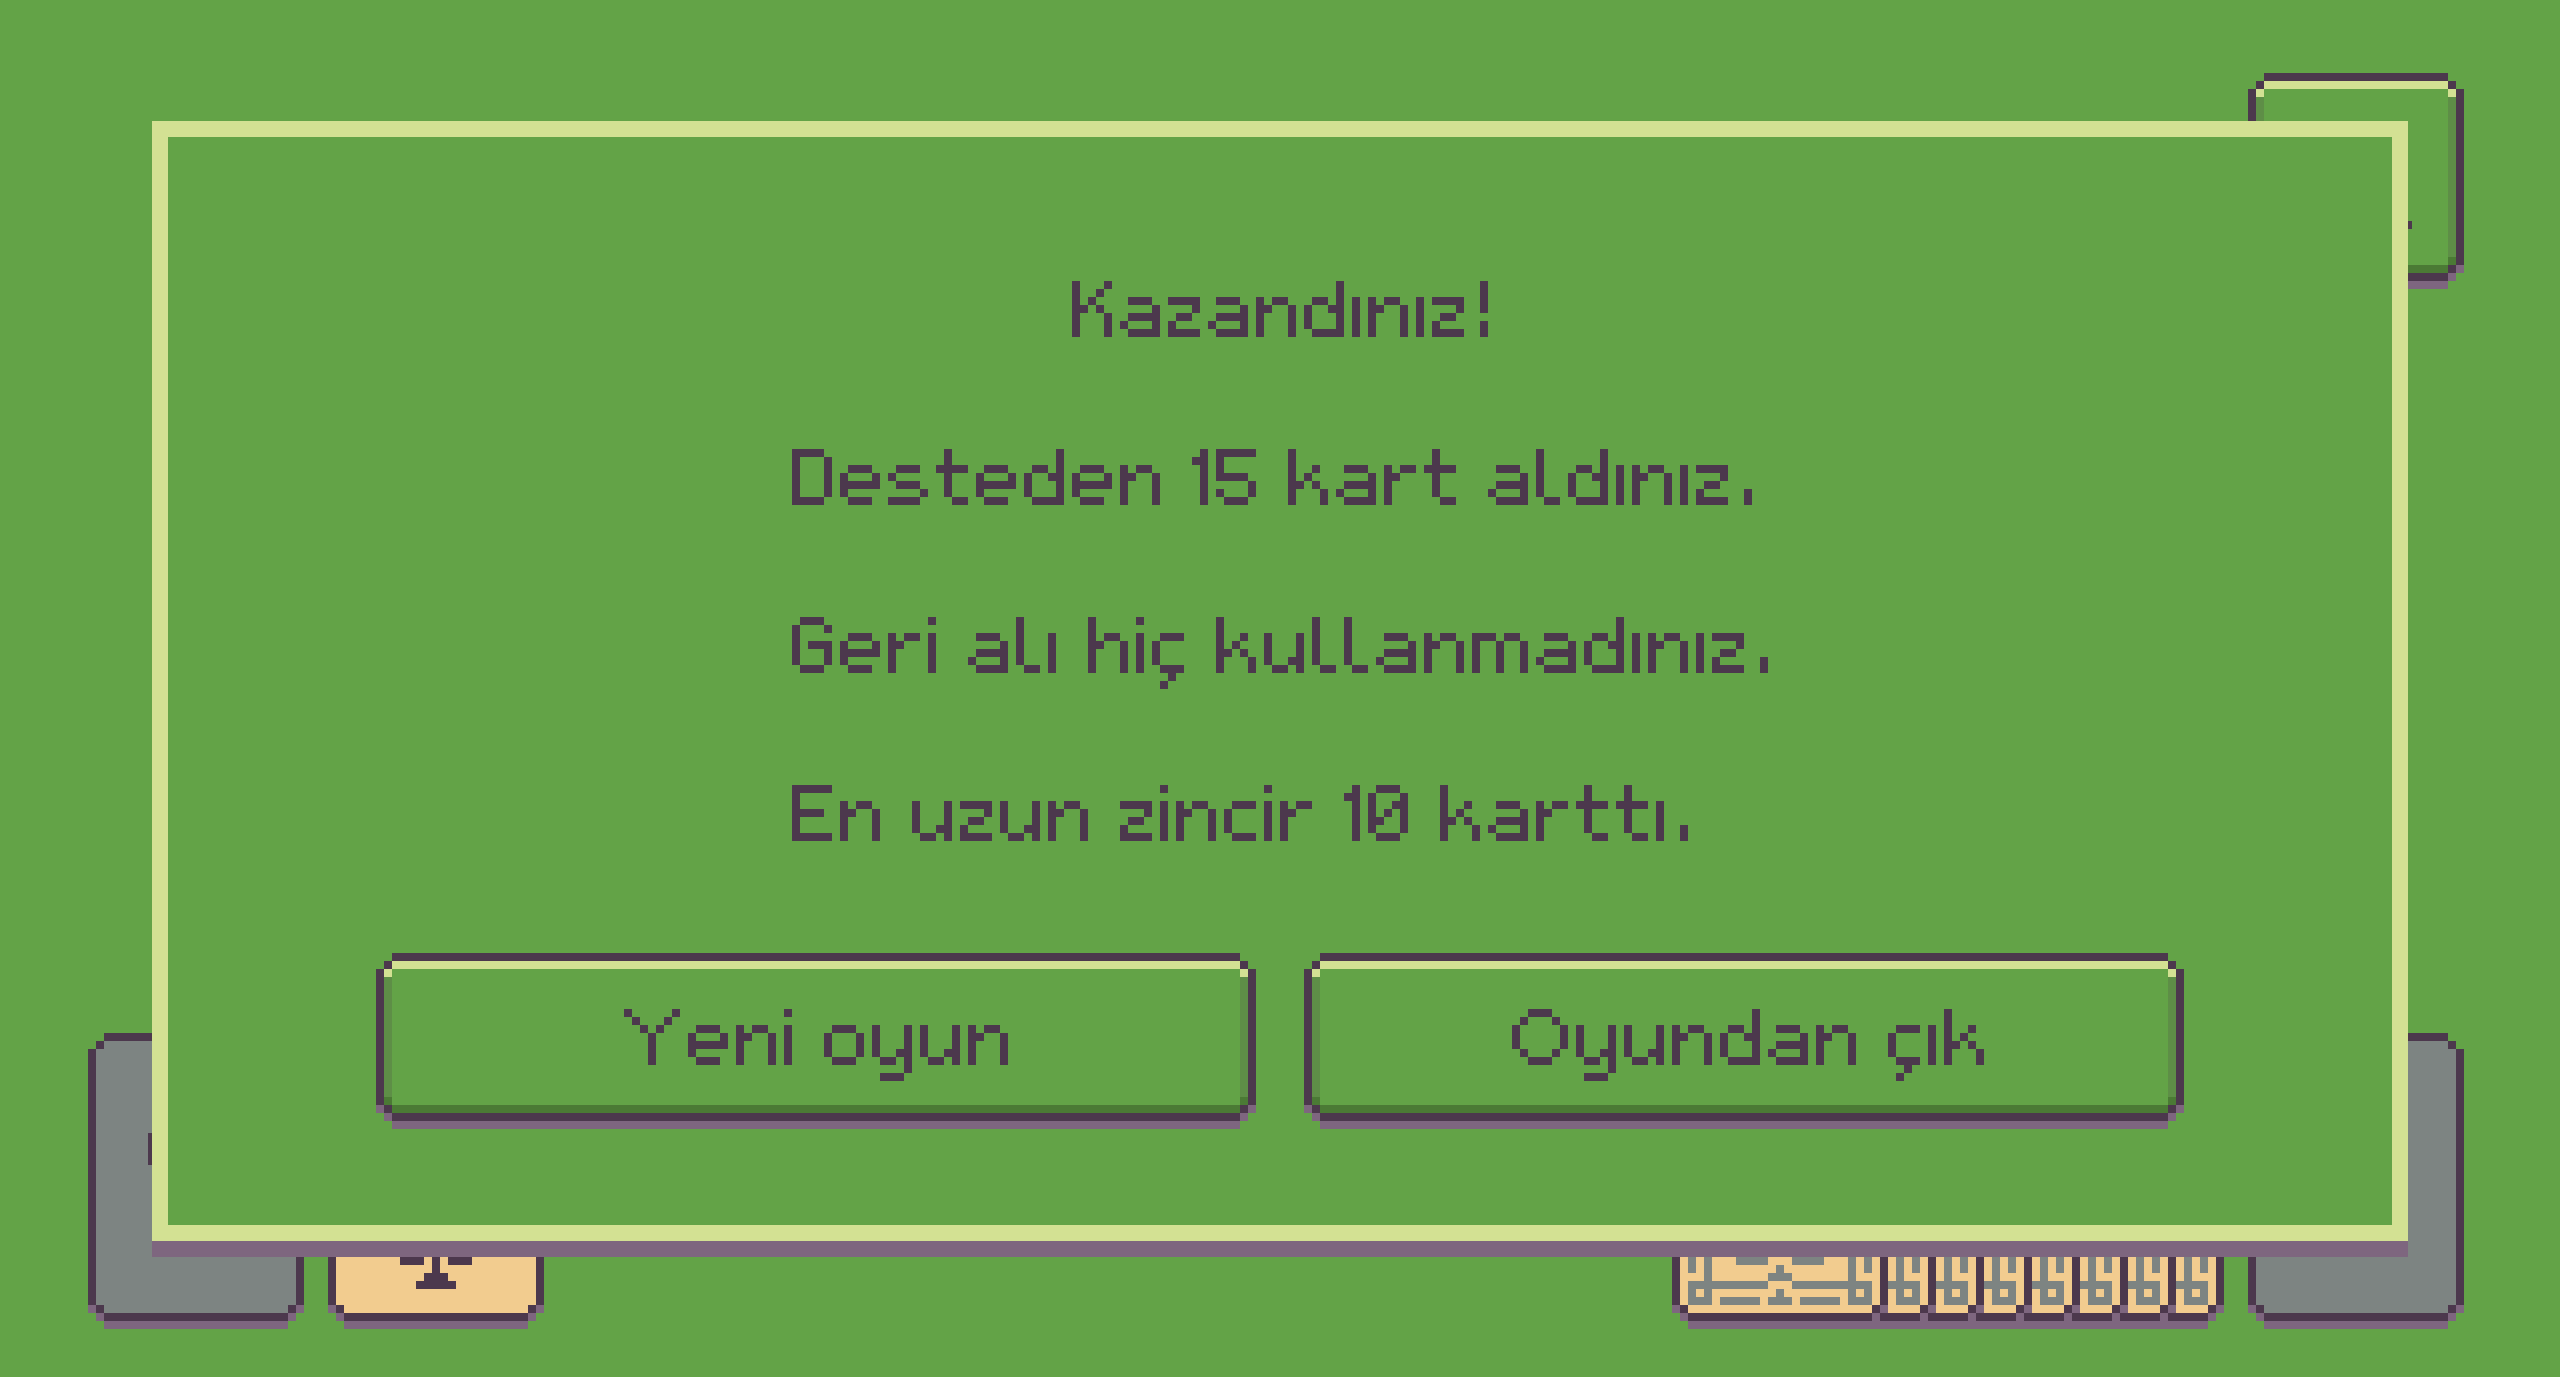 Kazandınız!
Desteden 15 kart aldınız.
Geri alı hiç kullanmadınız.
En uzun zincir 10 karttı.
Yeni oyun
Oyundan çık